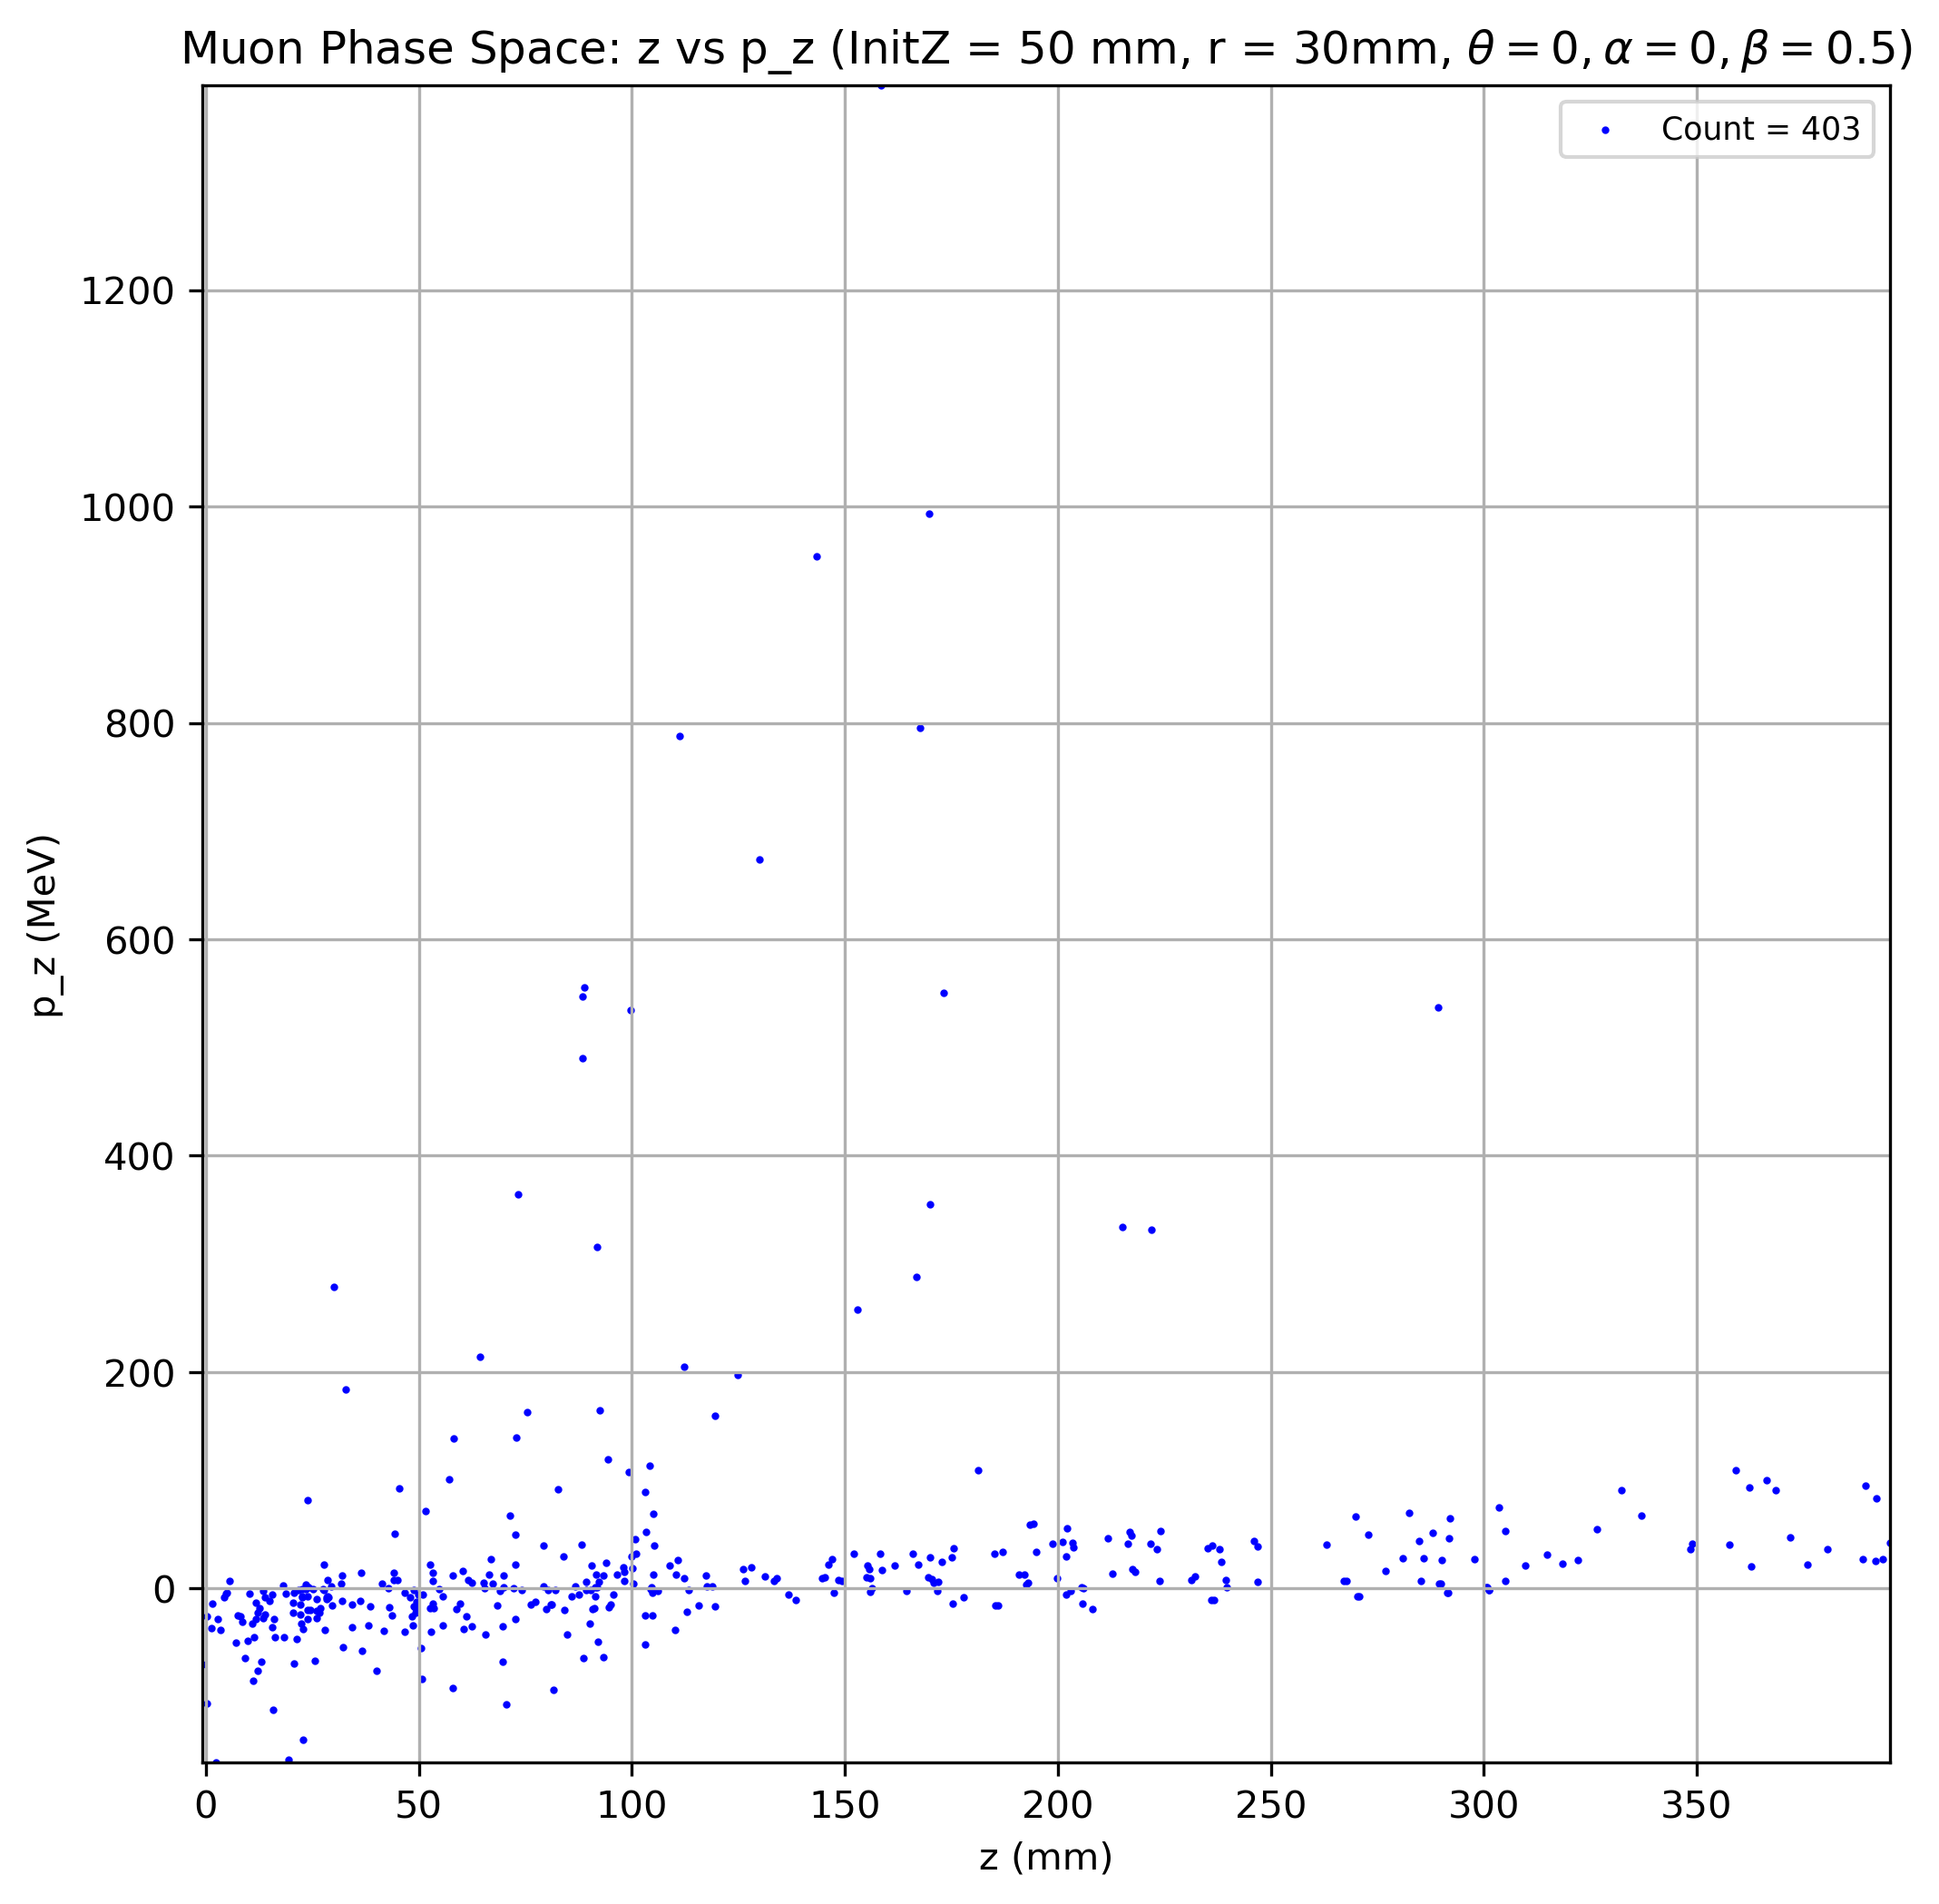 Muon Phase Space: z vs p_z (InitZ = 50 mm, r = 30mm, θ = 0, α = 0, β = 0.5)
Count = 403
1200
1000
800
600
400
200
0
p_z (MeV)
0 50 100 150 200 250 300 350
z (mm)